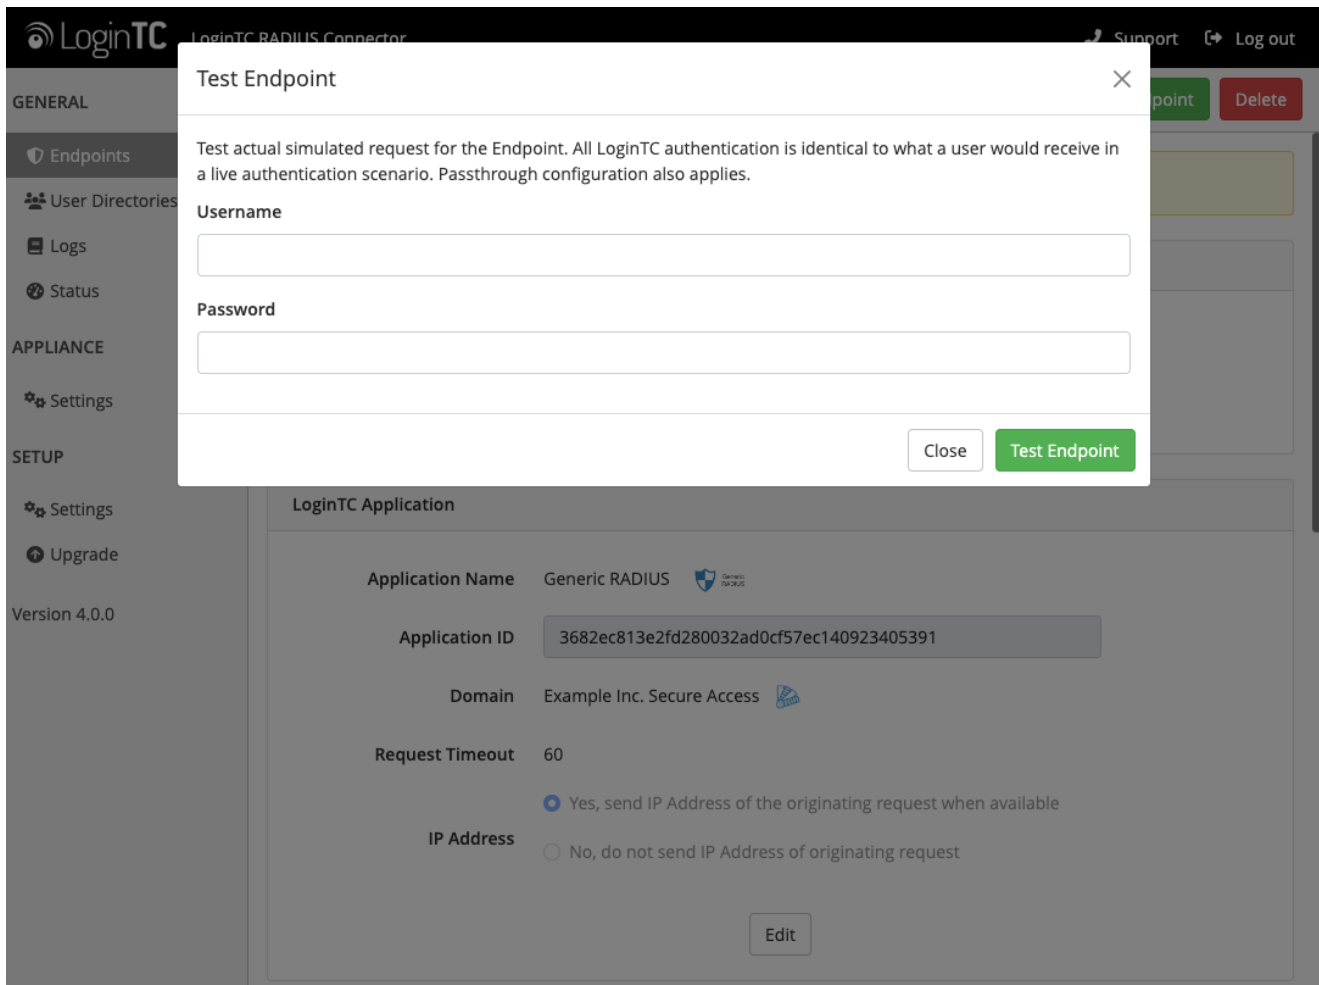 LoginTC
LoginTC RADIUS Connector
Support
Log out
GENERAL
Endpoints
User Directories
Logs
Status
APPLIANCE
Settings
SETUP
Settings
Upgrade
Version 4.0.0
Delete
Test Endpoint
Test actual simulated request for the Endpoint. All LoginTC authentication is identical to what a user would receive in
a live authentication scenario. Passthrough configuration also applies.
Username
Password
Close
Test Endpoint
LoginTC Application
Application Name Generic RADIUS Generic
RADIUS
Application ID 3682ec813e2fd280032ad0cf57ec140923405391
Domain Example Inc. Secure Access
Request Timeout 60
IP Address
Yes, send IP Address of the originating request when available
No, do not send IP Address of originating request
Edit